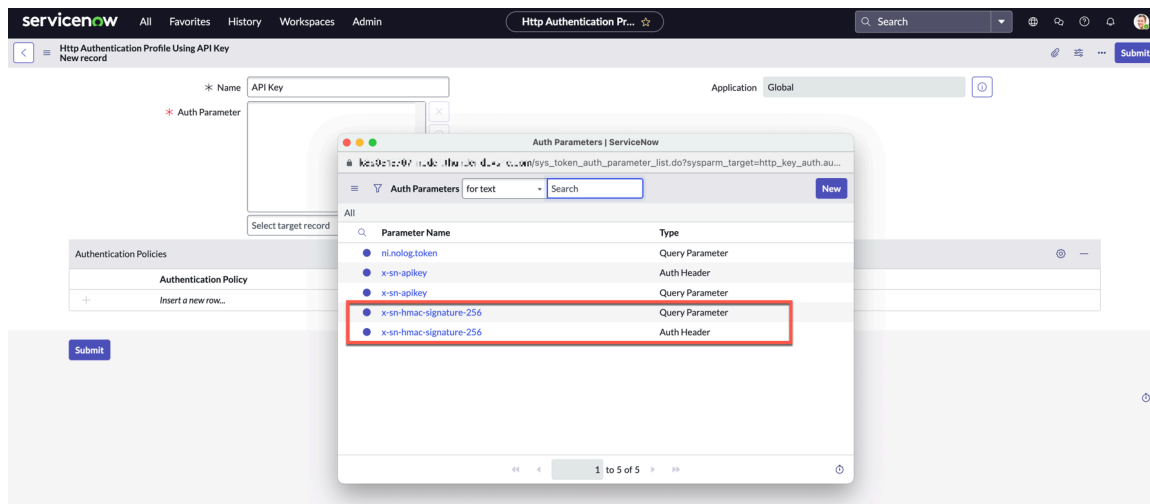 servicenow All Favorites History Workspaces Admin Http Authentication Pr... Search
Http Authentication Profile Using API Key
New record
Submit
Name API Key
Application Global
Auth Parameter
Auth Parameters | ServiceNow
/sys_token_auth_parameter_list.do?sysparm_target=http_key_auth.au...
Auth Parameters for text Search New
All
Select target record
Parameter Name Type
ni.nolog.token Query Parameter
x-sn-apikey Auth Header
x-sn-apikey Query Parameter
x-sn-hmac-signature-256 Query Parameter
x-sn-hmac-signature-256 Auth Header
Authentication Policies
Authentication Policy
Insert a new row...
Submit
1 to 5 of 5